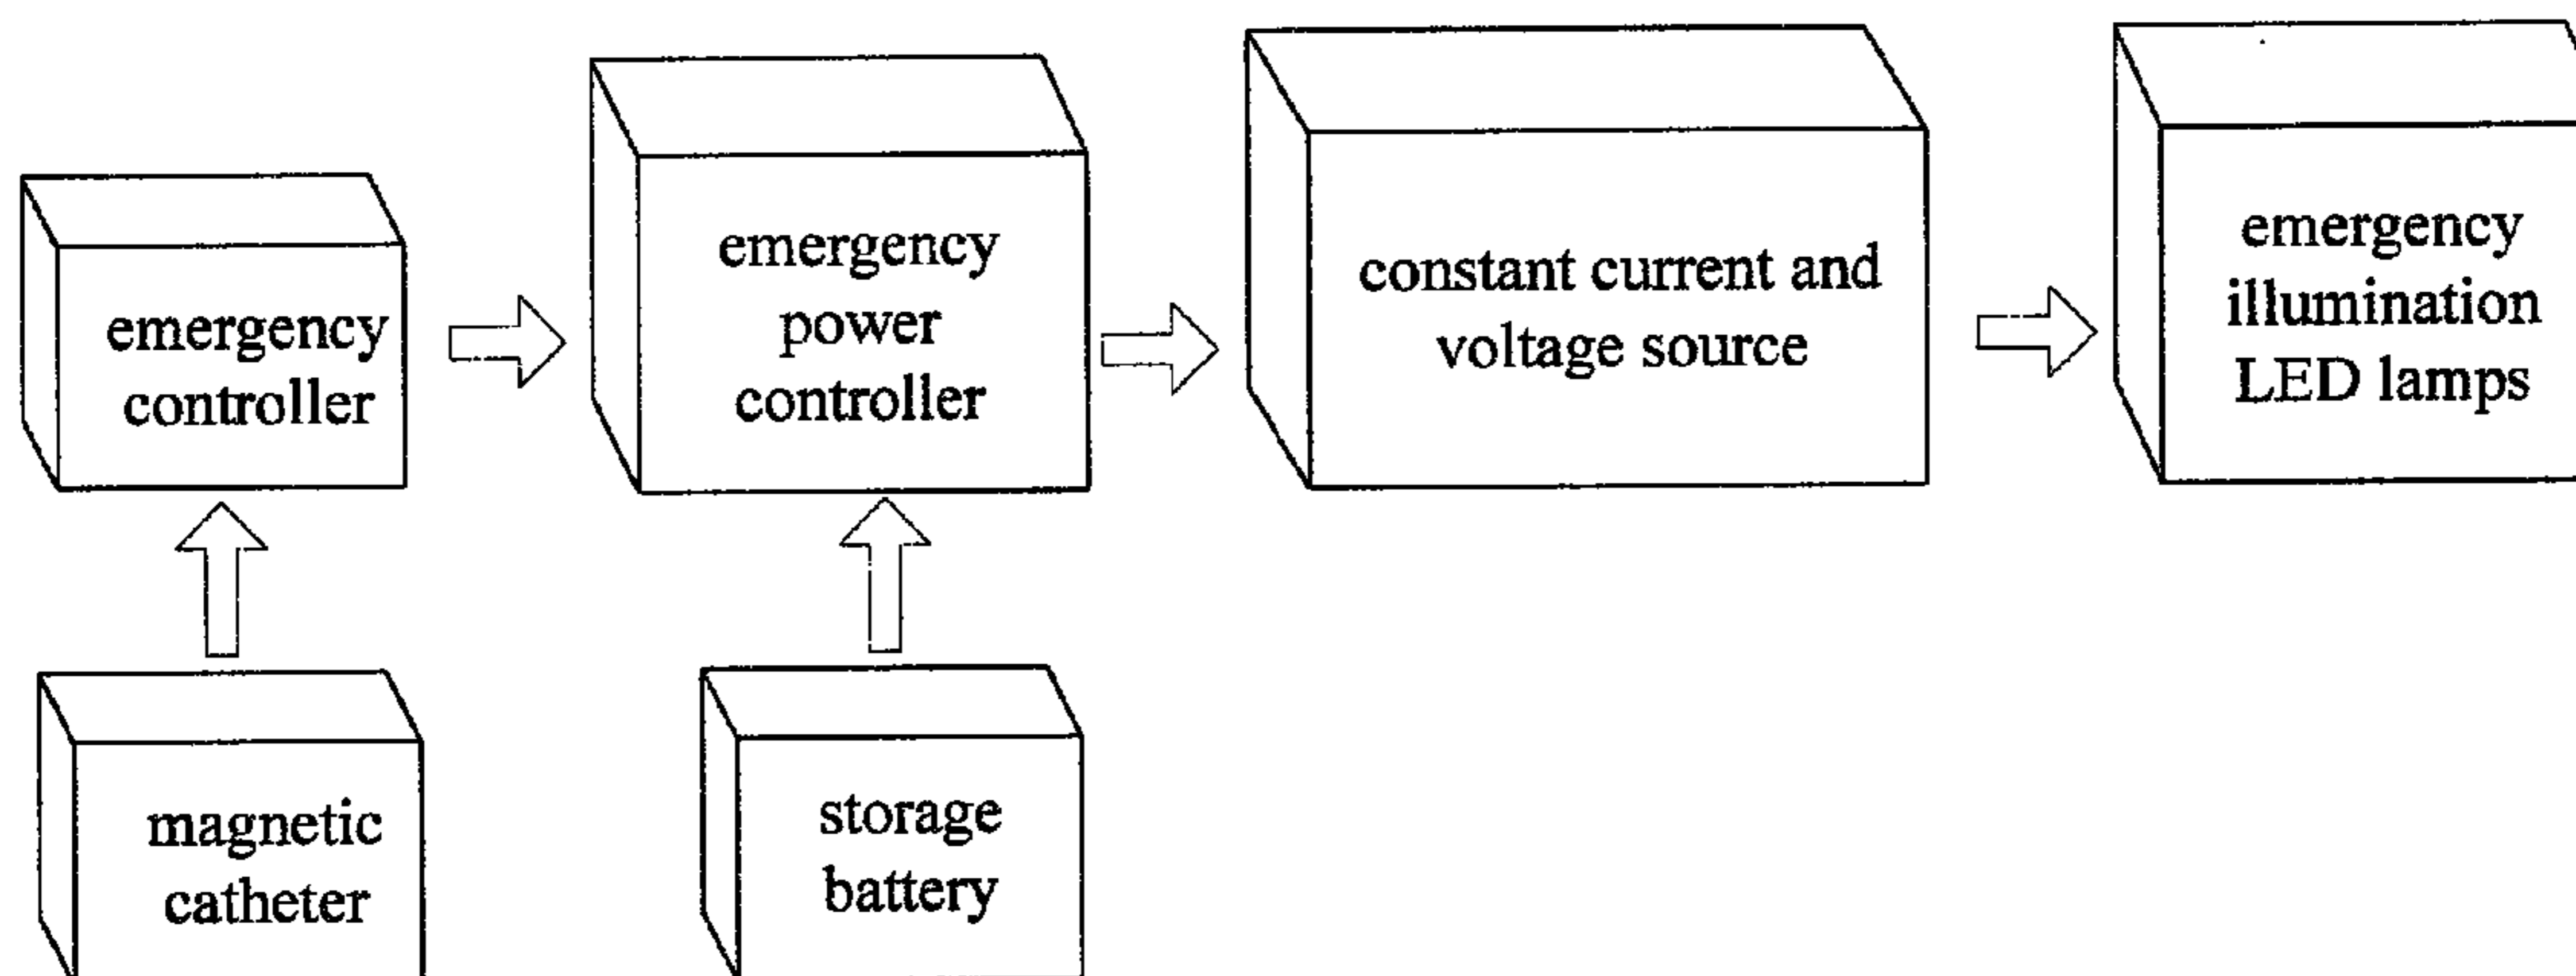 emergency
controller
emergency
power
controller
constant current and
voltage source
emergency
illumination
LED lamps
magnetic
catheter
storage
battery